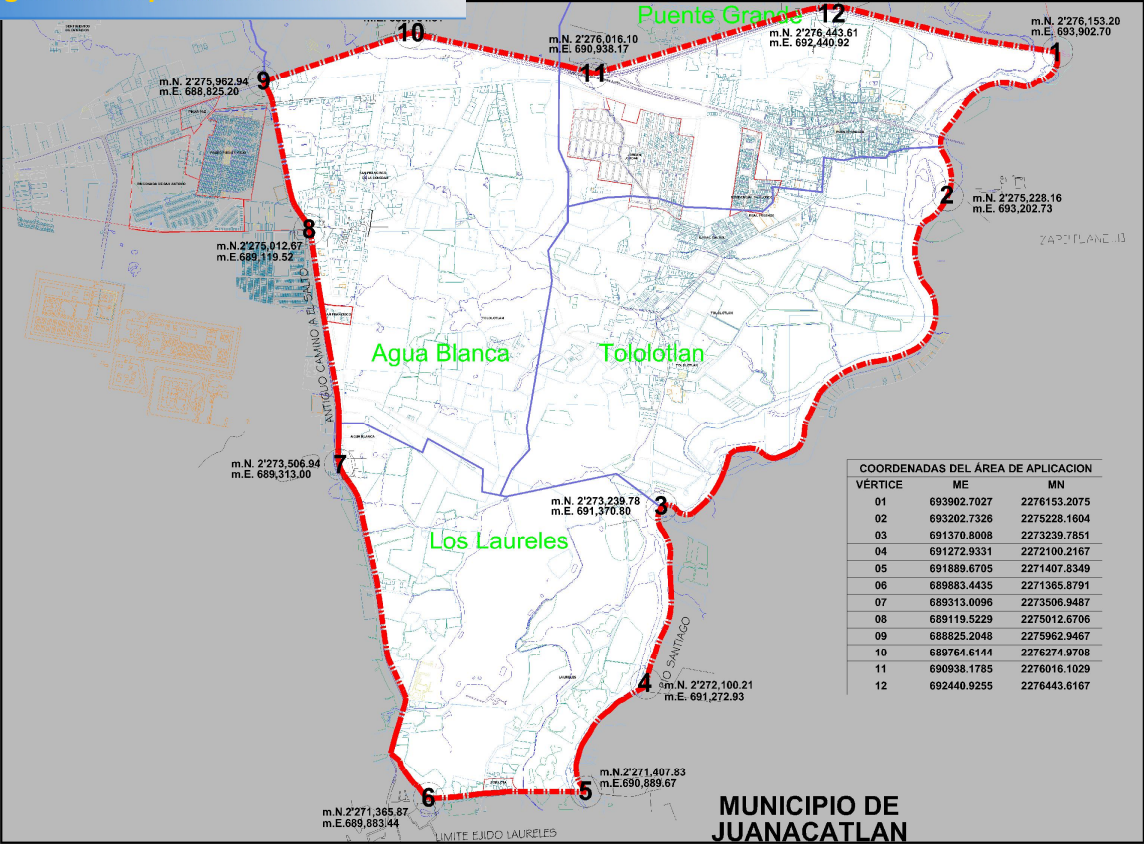 Puente Grande
12
m.N. 2'276,443.61
m.E. 692,440.92
m.N. 2'276,153.20
m.E. 693,902.70
1
10
m.N. 2'276,016.10
m.E. 690,938.17
11
m.N. 2'275,962.94
m.E. 688,825.20
9
2
m.N. 2'275,228.16
m.E. 693,202.73
8
m.N.2'275,012.67
m.E.689,119.52
ANTIGUO CAMINO A EL SALTO
TOLOLOTLAN
TOLOLOTLAN
Agua Blanca
Tololotlan
TOLOLOTLAN
AGUA BLANCA
7
m.N. 2'273,506.94
m.E. 689,313.00
m.N. 2'273,239.78
m.E. 691,370.80
3
Los Laureles
RIO SANTIAGO
LAURELES
4
m.N. 2'272,100.21
m.E. 691,272.93
m.N. 2'271,407.83
m.E.690,889.67
5
6
m.N.2'271,365.87
m.E.689,883.44
LIMITE EJIDO LAURELES
MUNICIPIO DE
JUANACATLAN
COORDENADAS DEL ÁREA DE APLICACION
VÉRTICE ME MN
01 693902.7027 2276153.2075
02 693202.7326 2275228.1604
03 691370.8008 2273239.7851
04 691272.9331 2272100.2167
05 691889.6705 2271407.8349
06 689883.4435 2271365.8791
07 689313.0096 2273506.9487
08 689119.5229 2275012.6706
09 688825.2048 2275962.9467
10 689764.6144 2276274.9708
11 690938.1785 2276016.1029
12 692440.9255 2276443.6167